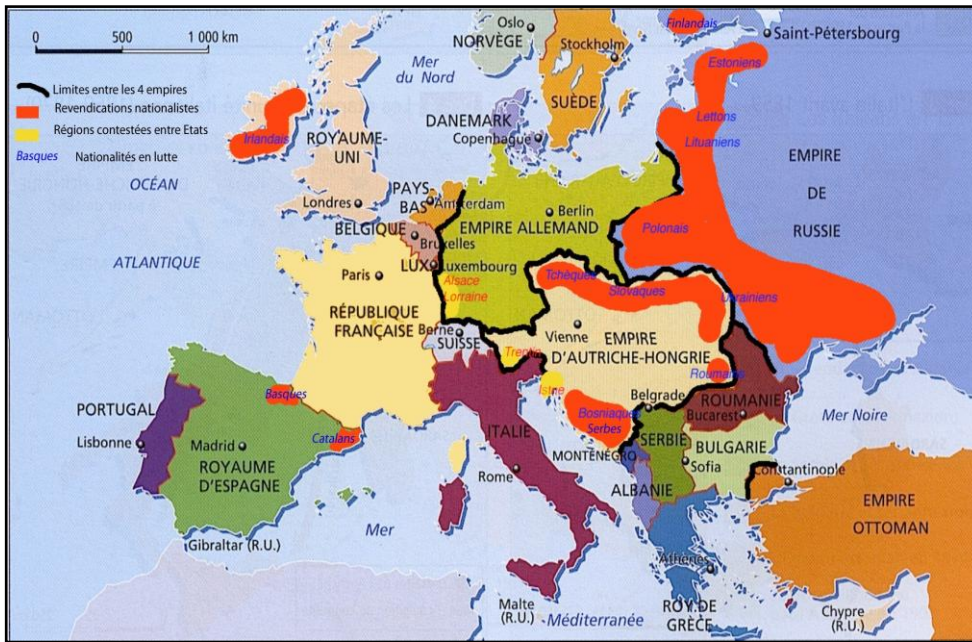 0 500 1 000 km
Limites entre les 4 empires
Revendications nationalistes
Régions contestées entre Etats
Basques Nationalités en lutte
Oslo
NORVÈGE
Stockholm
SUÈDE
Finlandais
Saint-Pétersbourg
Estoniens
Lettons
Lituaniens
EMPIRE
DE
RUSSIE
Mer
du Nord
DANEMARK
Copenhague
Irlandais
ROYAUME-
UNI
Londres
OCÉAN
ATLANTIQUE
PAYS-
BAS
Amsterdam
BELGIQUE
Bruxelles
LUX
Luxembourg
Berlin
EMPIRE ALLEMAND
Polonais
Alsace
Lorraine
Paris
RÉPUBLIQUE
FRANÇAISE
Berne
SUISSE
Tchèques
Slovaques
Ukrainiens
Vienne
EMPIRE
D'AUTRICHE-HONGRIE
Trentin
Istrie
Roumains
ROUMANIE
Bucarest
Belgrade
Bosniaques
Serbes
SERBIE
MONTÉNÉGRO
BULGARIE
Sofia
ALBANIE
Mer Noire
Constantinople
EMPIRE
OTTOMAN
Basques
Catalans
PORTUGAL
Lisbonne
Madrid
ROYAUME
D'ESPAGNE
Gibraltar (R.U.)
ITALIE
Rome
Mer
Méditerranée
Malte
(R.U.)
Athènes
ROY. DE
GRÈCE
Chypre
(R.U.)